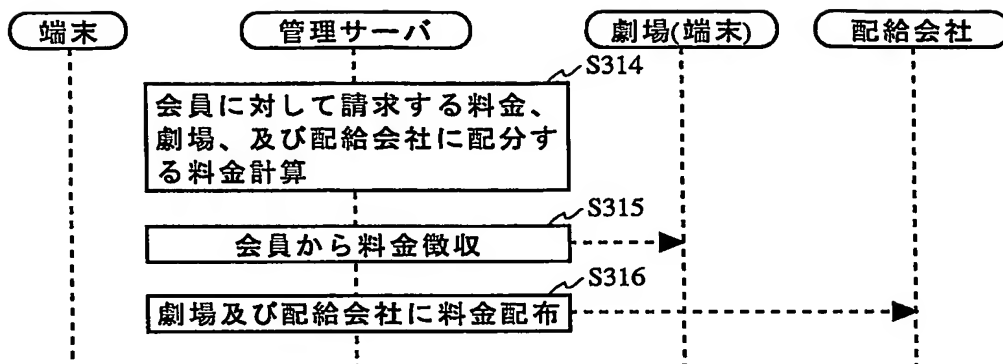 端末
管理サーバ
劇場(端末)
配給会社
S314
会員に対して請求する料金、
劇場、及び配給会社に配分す
る料金計算
S315
会員から料金徴収
S316
劇場及び配給会社に料金配布